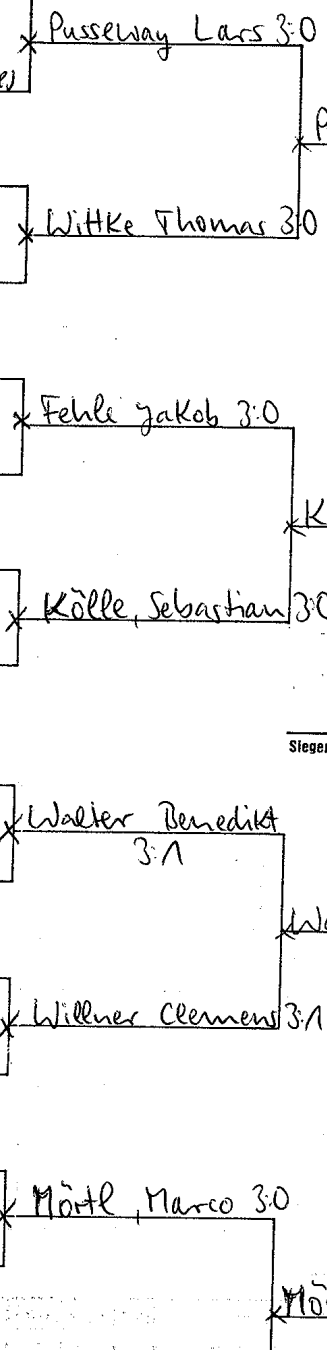 Pusseway Lars 3:0
Wittke Thomas 3:0
Fehle Jakob 3:0
Kölle, Sebastian 3:0
Sieger
Walter Benedikt
3:1
Willner Clemens 3:1
Mörtl, Marco 3:0